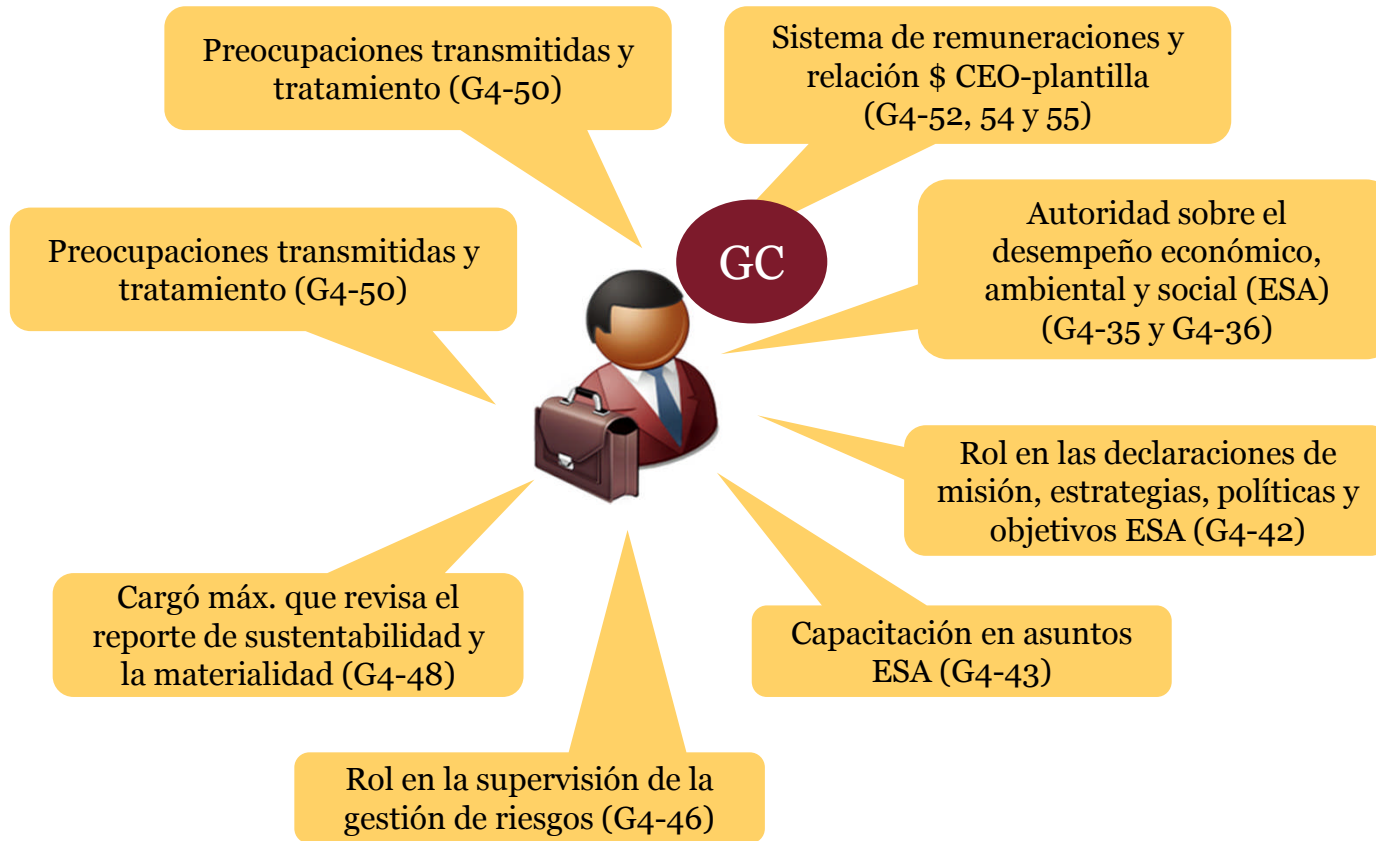 Preocupaciones transmitidas y
tratamiento (G4-50)
Sistema de remuneraciones y
relación $ CEO-plantilla
(G4-52, 54 y 55)
Preocupaciones transmitidas y
tratamiento (G4-50)
GC
Autoridad sobre el
desempeño económico,
ambiental y social (ESA)
(G4-35 y G4-36)
Rol en las declaraciones de
misión, estrategias, políticas y
objetivos ESA (G4-42)
Cargó máx. que revisa el
reporte de sustentabilidad y
la materialidad (G4-48)
Capacitación en asuntos
ESA (G4-43)
Rol en la supervisión de la
gestión de riesgos (G4-46)